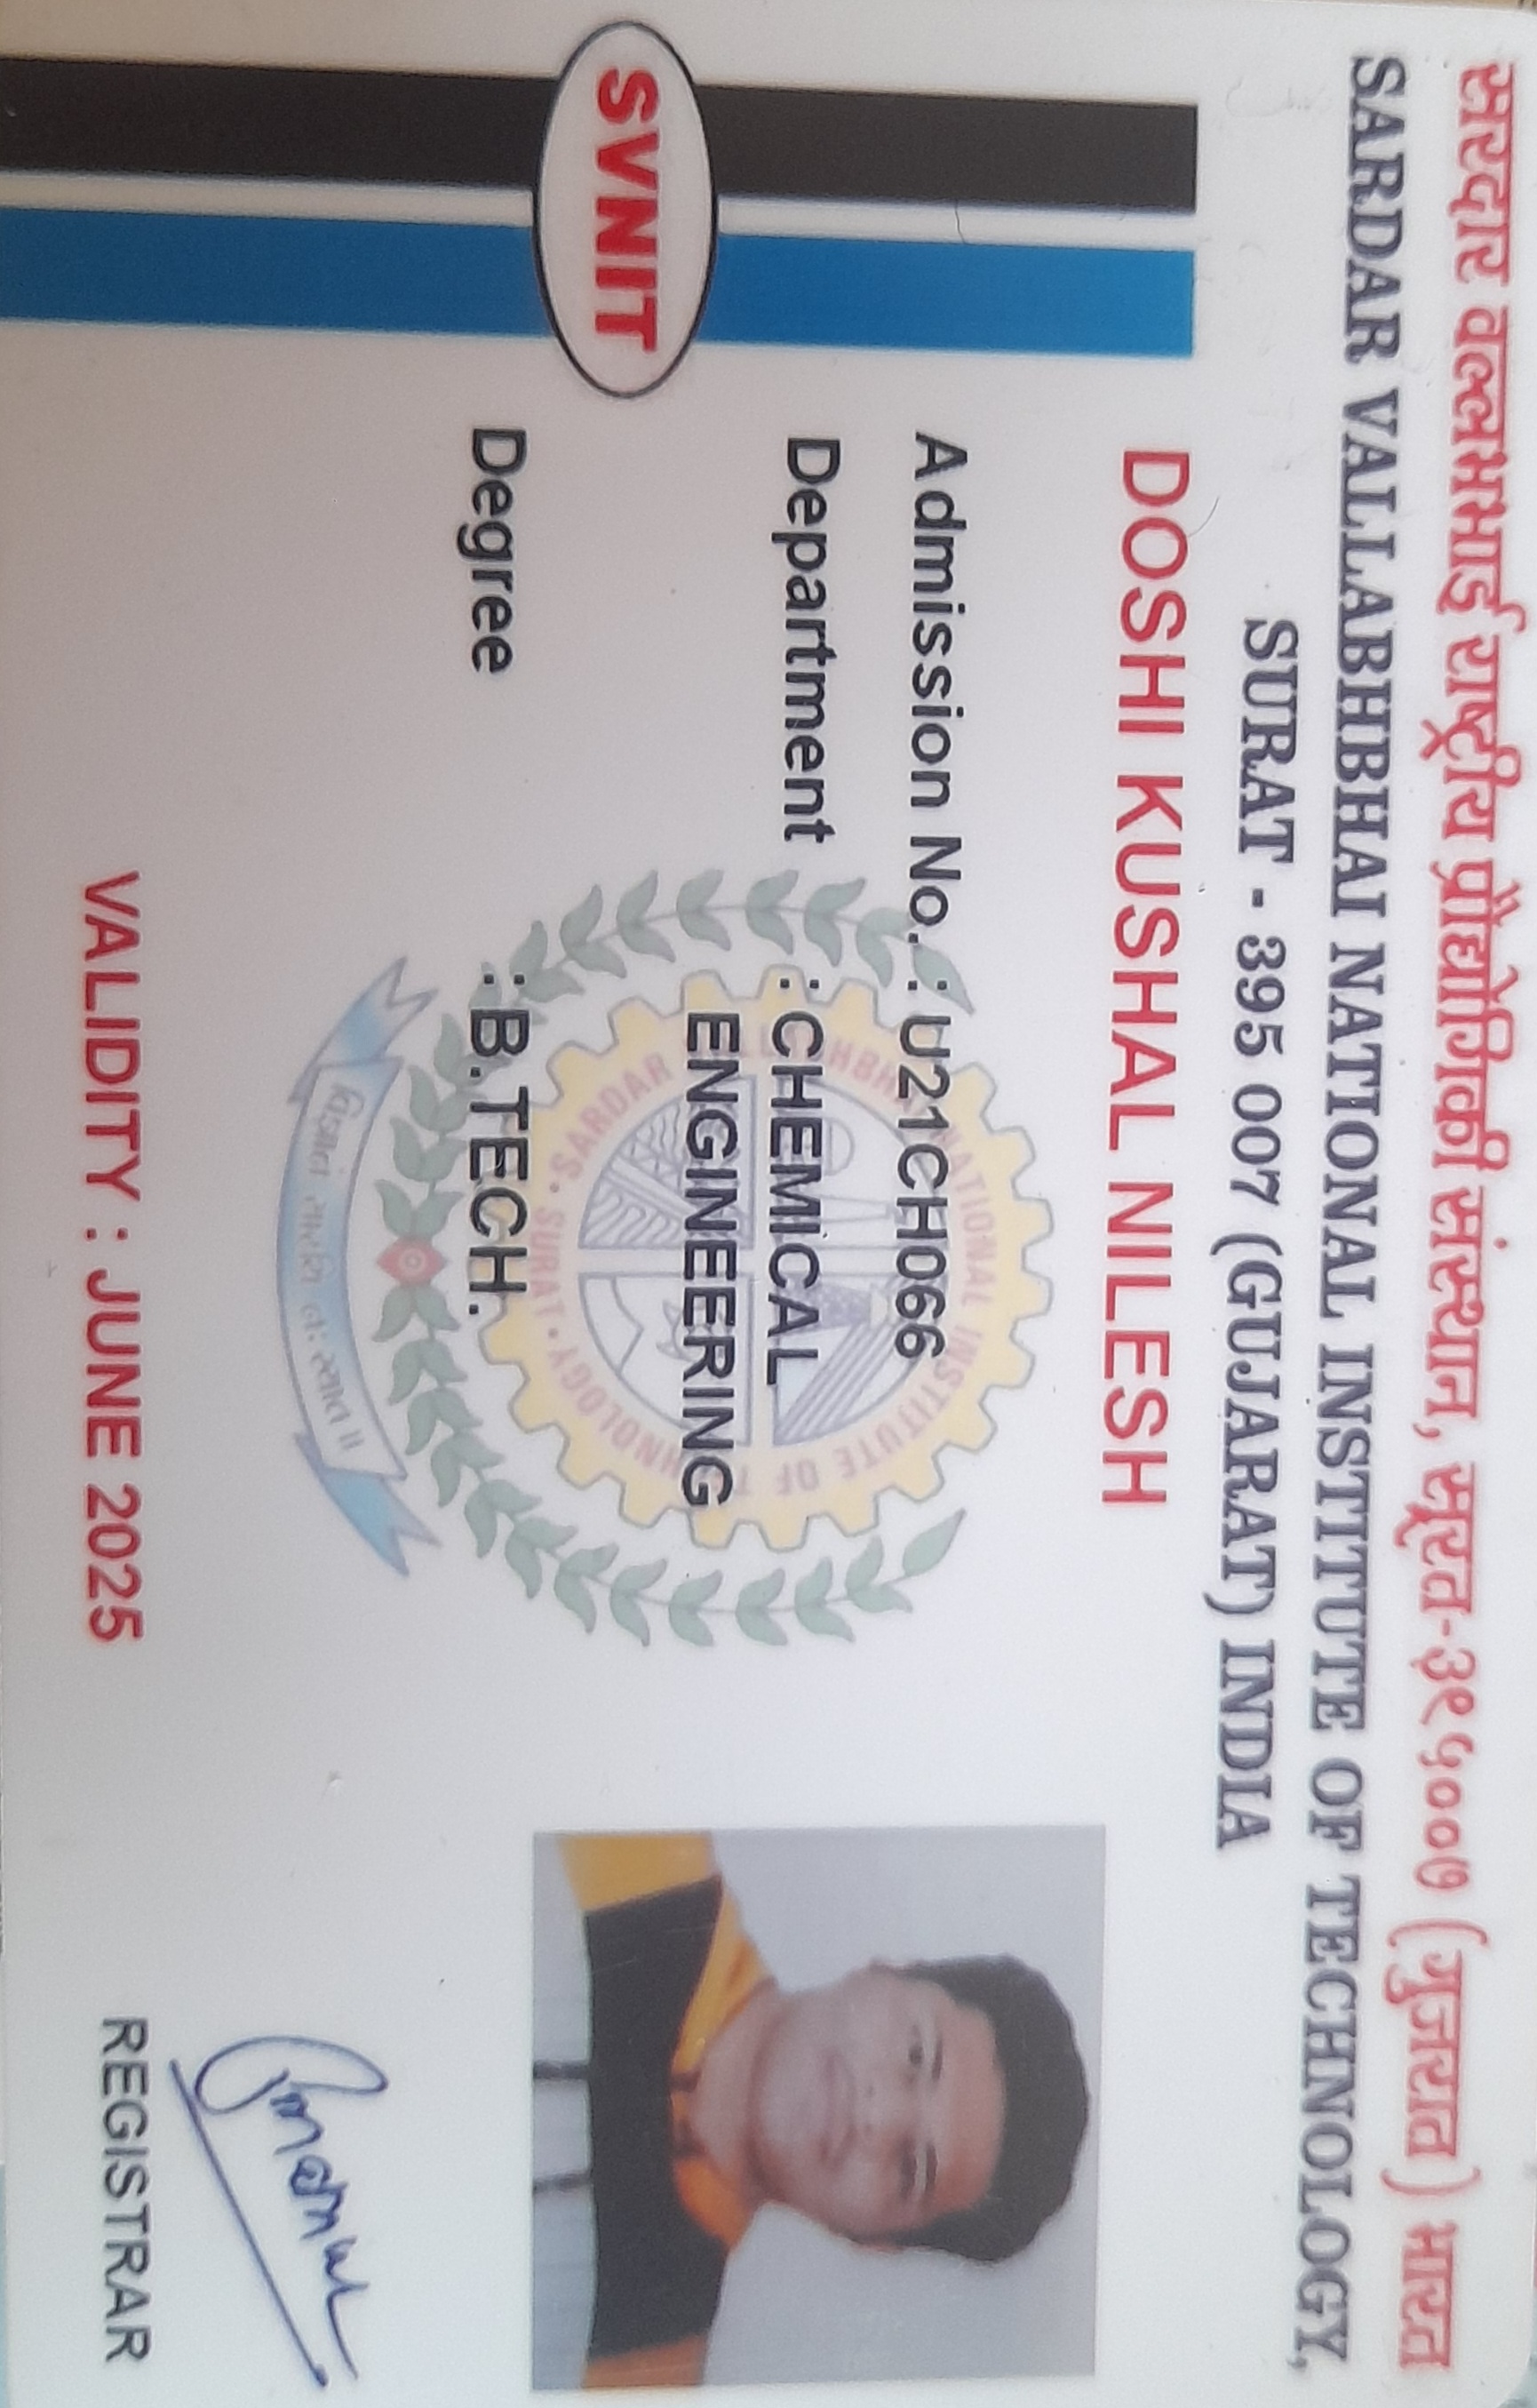 सरदार वल्लभभाई राष्ट्रीय प्रौद्योगिकी संस्थान, सूरत-३९५००७ (गुजरात) भारत
SARDAR VALLABHBHAI NATIONAL INSTITUTE OF TECHNOLOGY,
SURAT - 395 007 (GUJARAT) INDIA
SVNIT
DOSHI KUSHAL NILESH
Admission No. : U21CH066
Department : CHEMICAL
ENGINEERING
Degree : B.TECH.
SARDAR VALLABHBHAI NATIONAL INSTITUTE OF TECHNOLOGY. SURAT.
VALIDITY : JUNE 2025
REGISTRAR